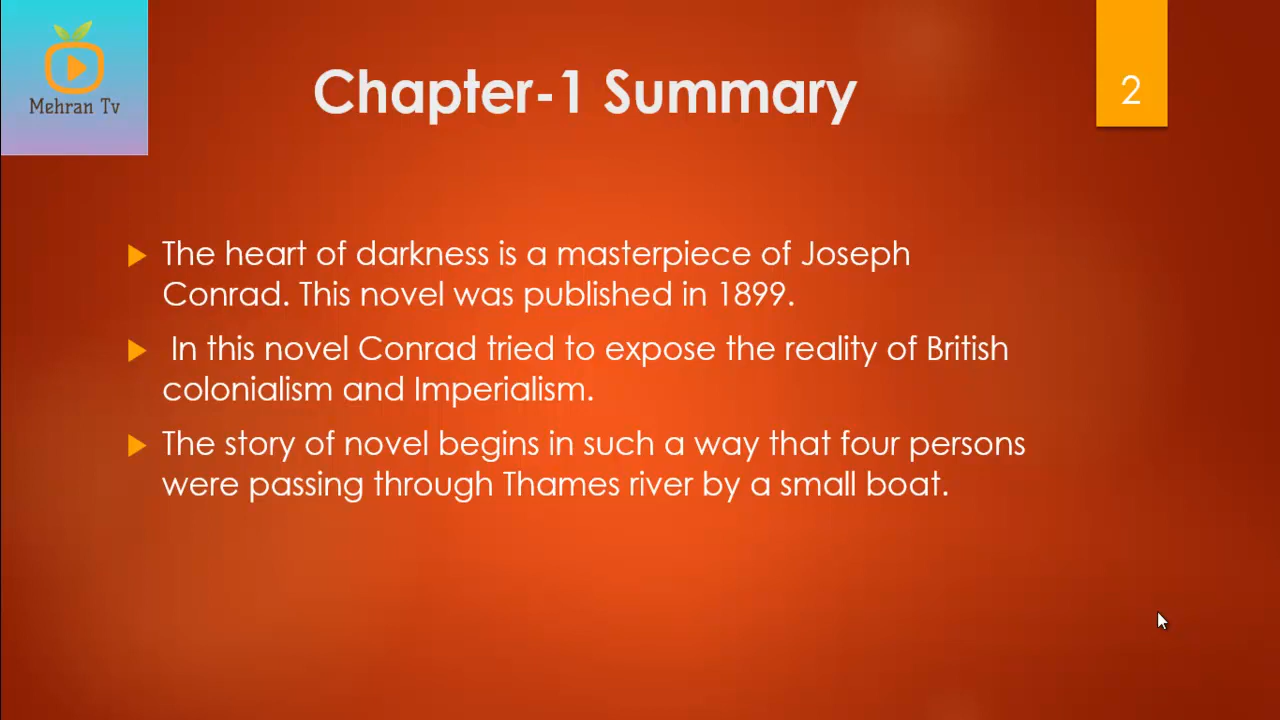 Mehran Tv
Chapter-1 Summary
2
The heart of darkness is a masterpiece of Joseph
Conrad. This novel was published in 1899.
In this novel Conrad tried to expose the reality of British
colonialism and Imperialism.
The story of novel begins in such a way that four persons
were passing through Thames river by a small boat.